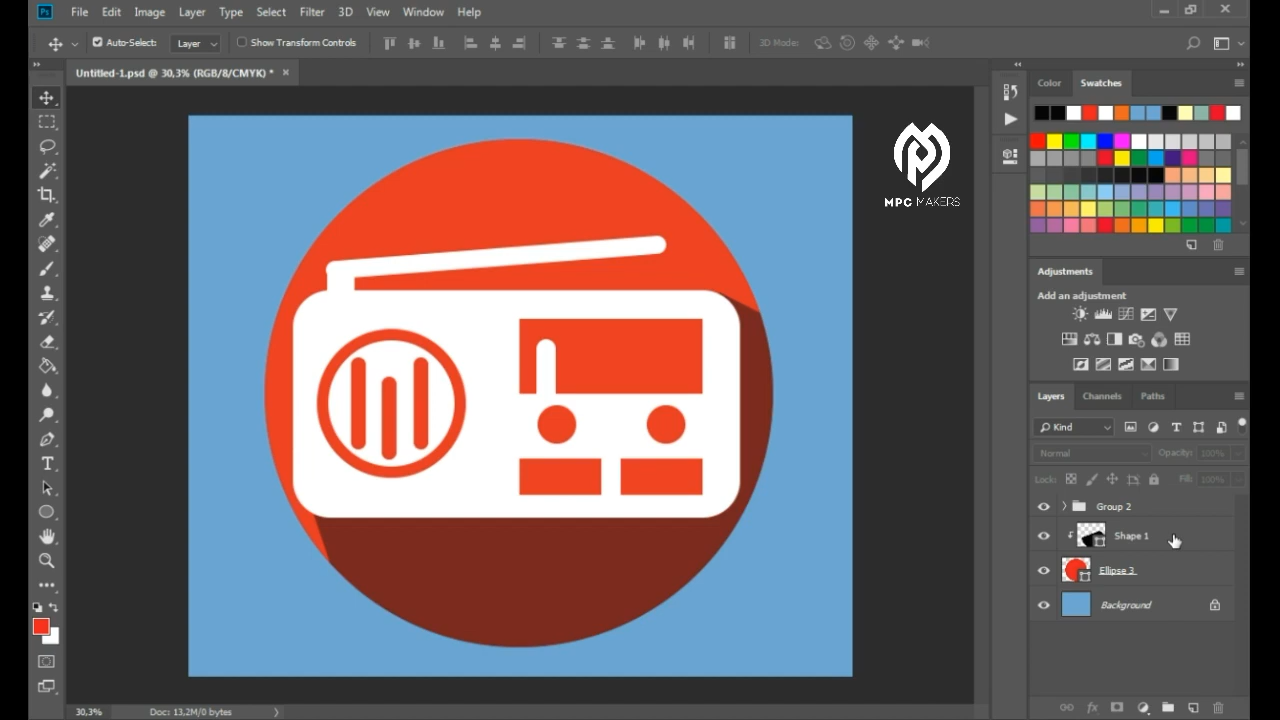 Ps File Edit Image Layer Type Select Filter 3D View Window Help
Auto-Select: Layer Show Transform Controls 3D Mode:
Untitled-1.psd @ 30,3% (RGB/8/CMYK) * ×
Color Swatches
MPC MAKERS
Adjustments
Add an adjustment
Layers Channels Paths
Kind
Normal Opacity: 100%
Lock: Fill: 100%
Group 2
Shape 1
Ellipse 3
Background
30,3% Doc: 13,2M/0 bytes